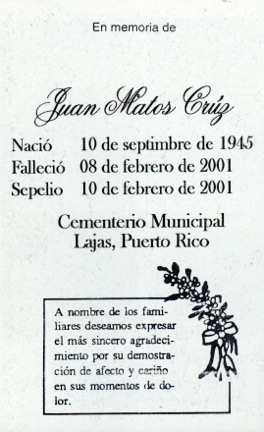 En memoria de
Juan Matos Crúz
Nació 10 de septimbre de 1945
Falleció 08 de febrero de 2001
Sepelio 10 de febrero de 2001
Cementerio Municipal
Lajas, Puerto Rico
A nombre de los fami-
liares deseamos expresar
el más sincero agradeci-
miento por su demostra-
ción de afecto y cariño
en sus momentos de do-
lor.